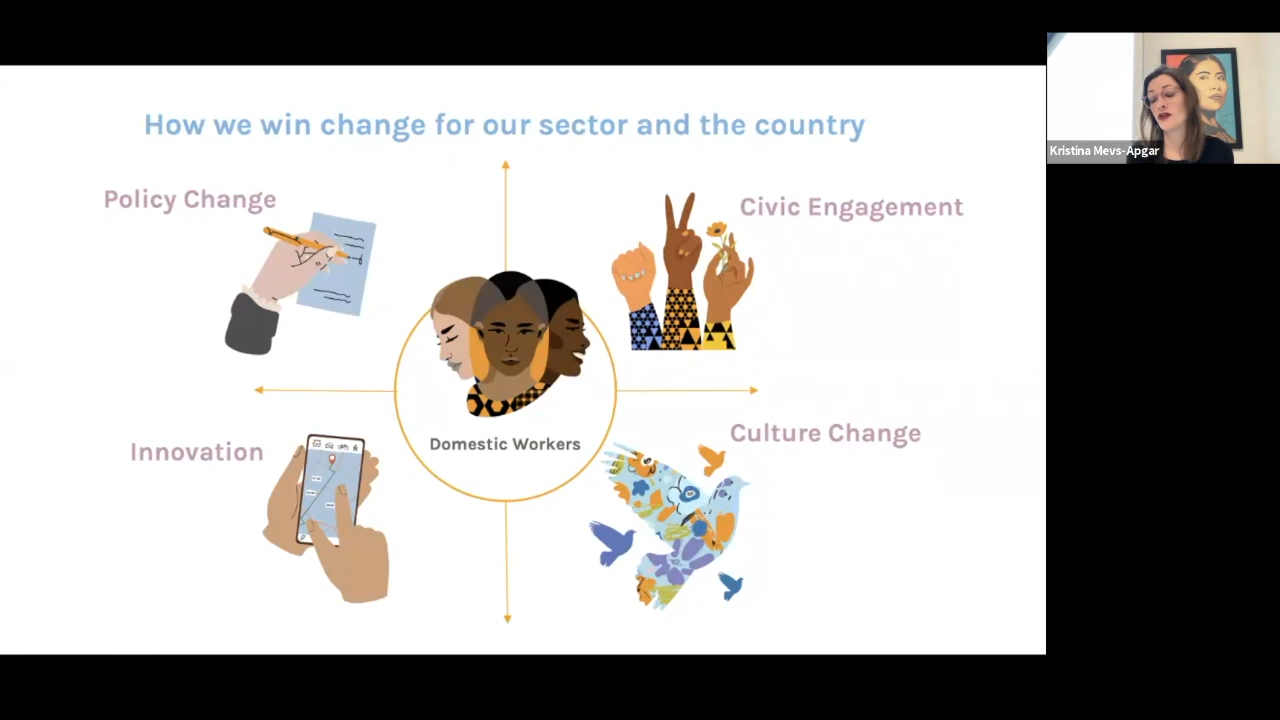 How we win change for our sector and the country
Policy Change
Civic Engagement
Domestic Workers
Innovation
Culture Change
Kristina Mevs-Apgar